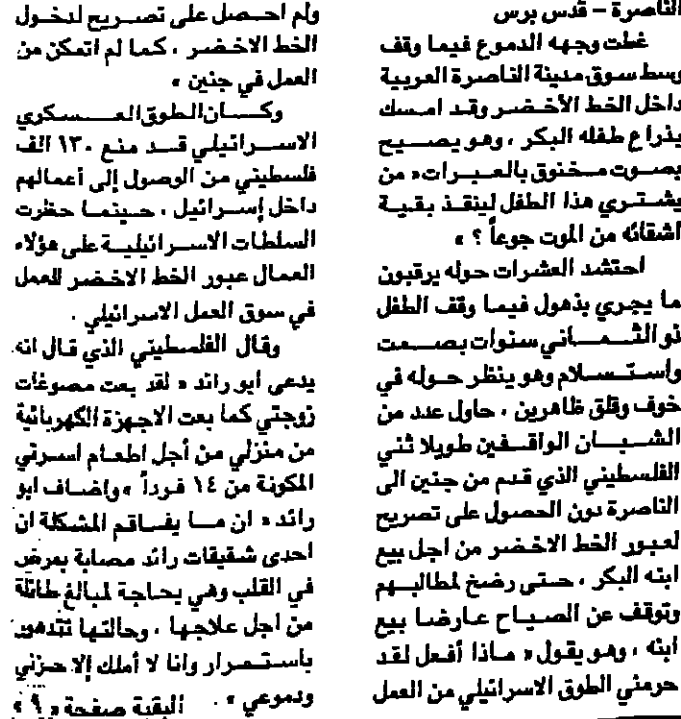 الناصرة – قدس برس
غطت وجهه الدموع فيما وقف
وسط سوق مدينة الناصرة العربية
داخل الخط الأخضر وقد امسك
بذراع طفله البكر ، وهو يصيح
بصوت مخنوق بالعبرات « من
يشتري هذا الطفل لينقذ بقية
اشقائه من الموت جوعاً ؟ »
احتشد العشرات حوله يرقبون
ما يجري بذهول فيما وقف الطفل
ذو الثماني سنوات بصمت
واستسلام وهو ينظر حوله في
خوف وقلق ظاهرين ، حاول عدد من
الشبان الواقفين طويلا ثني
الفلسطيني الذي قدم من جنين الى
الناصرة دون الحصول على تصريح
لعبور الخط الاخضر من اجل بيع
ابنه البكر ، حتى رضخ لمطالبهم
وتوقف عن الصياح عارضا بيع
ابنه ، وهو يقول « ماذا أفعل لقد
حرمني الطوق الاسرائيلي من العمل
ولم احصل على تصريح لدخول
الخط الاخضر ، كما لم اتمكن من
العمل في جنين »
وكان الطوق العسكري
الاسرائيلي قد منع ١٣٠ الف
فلسطيني من الوصول إلى أعمالهم
داخل إسرائيل ، حينما حظرت
السلطات الاسرائيلية على هؤلاء
العمال عبور الخط الاخضر للعمل
في سوق العمل الاسرائيلي .
وقال الفلسطيني الذي قال انه
يدعى ابو رائد « لقد بعت مصوغات
زوجتي كما بعت الاجهزة الكهربائية
من منزلي من أجل اطعام اسرتي
المكونة من ١٤ فرداً » واضاف ابو
رائد « ان ما يفاقم المشكلة ان
احدى شقيقات رائد مصابة بمرض
في القلب وهي بحاجة لمبالغ طائلة
من اجل علاجها ، وحالتها تتدهور
باستمرار وانا لا أملك إلا حزني
ودموعي » . البقية صفحة « ٩ »